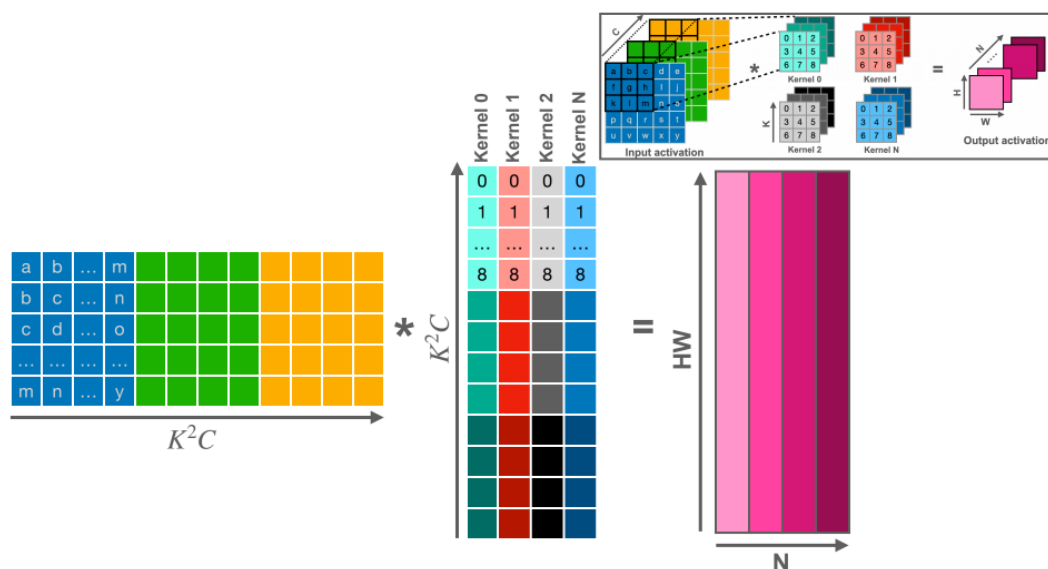 C
a b c d e
f g h i j
k l m n o
p q r s t
u v w x y
Input activation
*
0 1 2
3 4 5
6 7 8
Kernel 0
0 1 2
3 4 5
6 7 8
Kernel 1
K
0 1 2
3 4 5
6 7 8
Kernel 2
0 1 2
3 4 5
6 7 8
Kernel N
=
N
....
H
W
Output activation
a b ... m
b c ... n
c d ... o
... ... ... ...
m n ... y
K²C
*
K²C
Kernel 0
Kernel 1
Kernel 2
Kernel N
0 0 0 0
1 1 1 1
... ... ... ...
8 8 8 8
=
HW
N